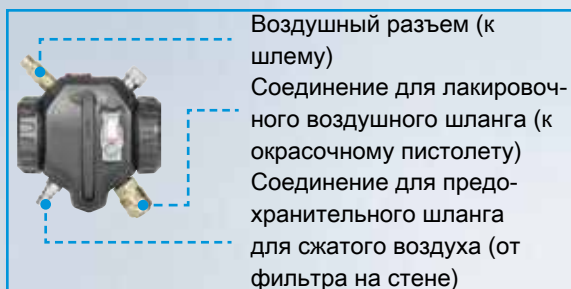 Воздушный разъем (к
шлему)
Соединение для лакировоч-
ного воздушного шланга (к
окрасочному пистолету)
Соединение для предо-
хранительного шланга
для сжатого воздуха (от
фильтра на стене)